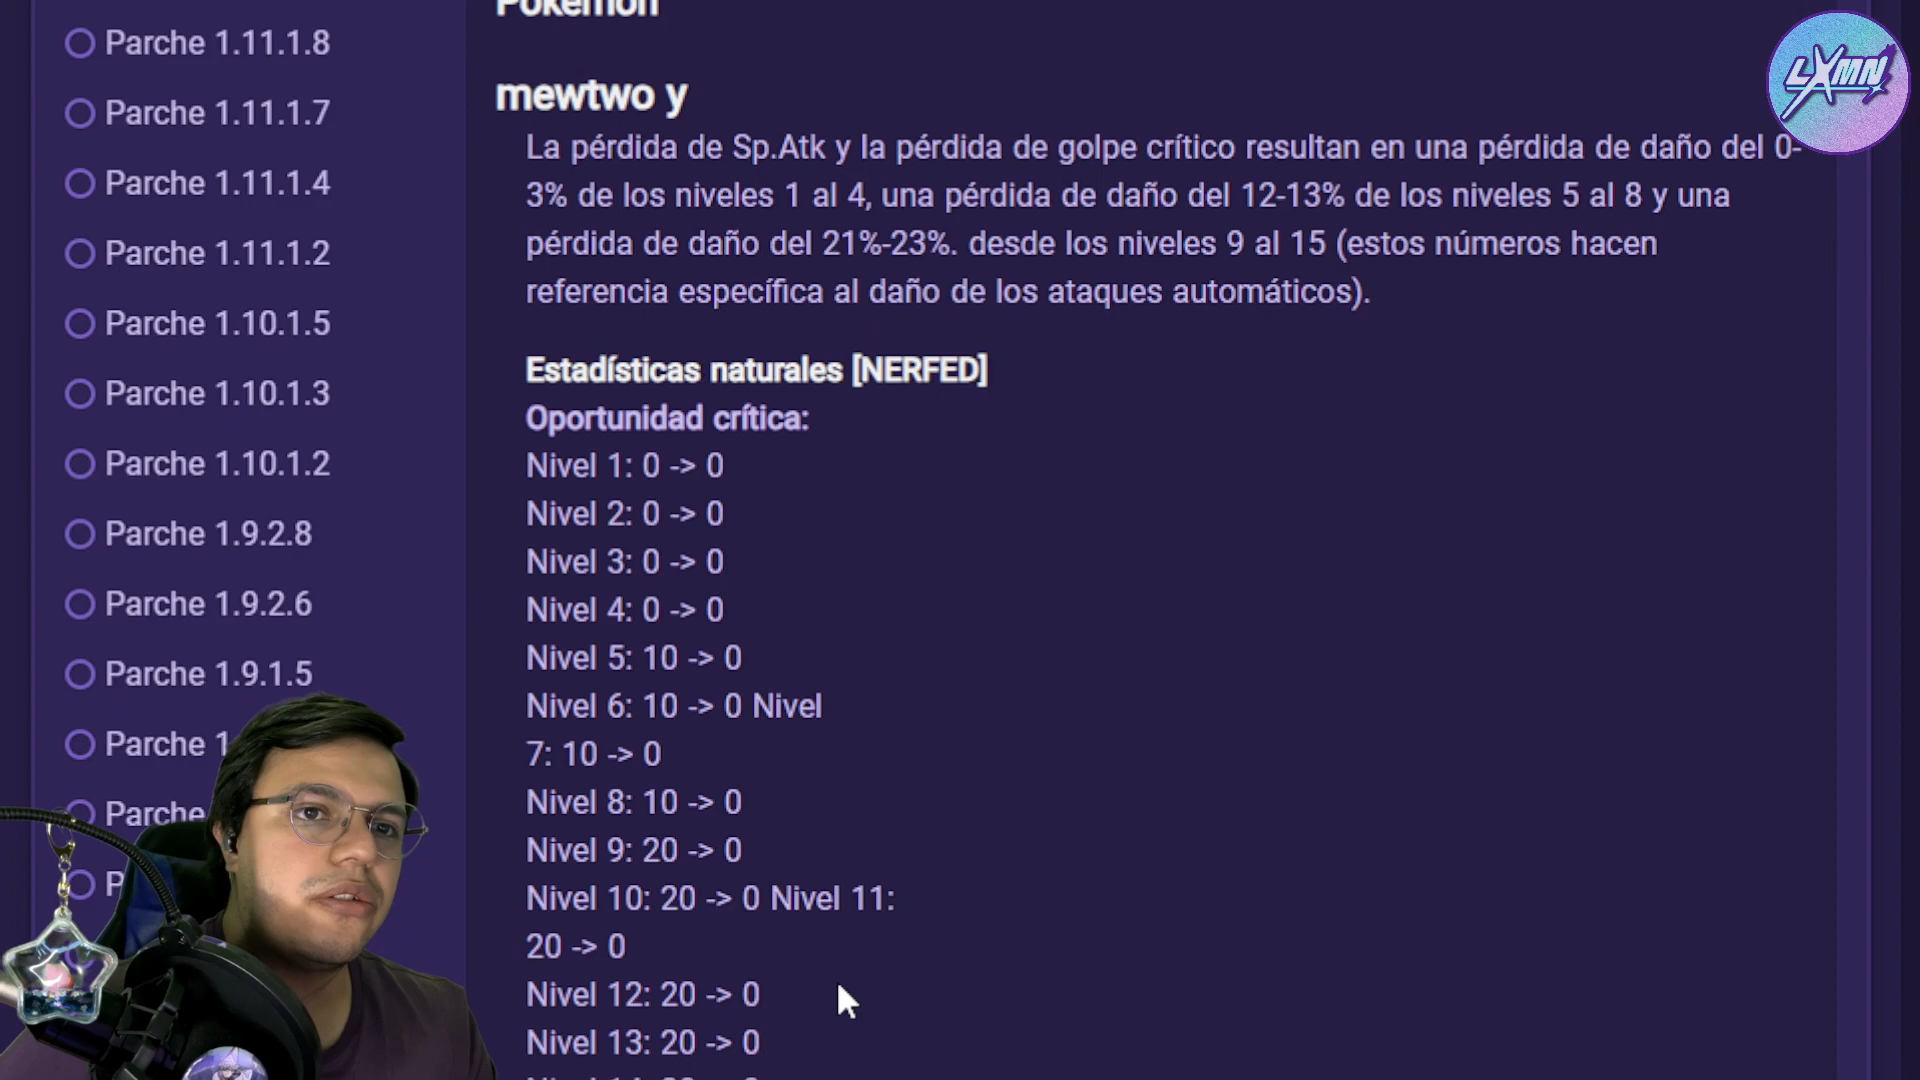 Pokémon
Parche 1.11.1.8
Parche 1.11.1.7
Parche 1.11.1.4
Parche 1.11.1.2
Parche 1.10.1.5
Parche 1.10.1.3
Parche 1.10.1.2
Parche 1.9.2.8
Parche 1.9.2.6
Parche 1.9.1.5
Parche 1
Parche
P
LXMN
mewtwo y
La pérdida de Sp.Atk y la pérdida de golpe crítico resultan en una pérdida de daño del 0-
3% de los niveles 1 al 4, una pérdida de daño del 12-13% de los niveles 5 al 8 y una
pérdida de daño del 21%-23%. desde los niveles 9 al 15 (estos números hacen
referencia específica al daño de los ataques automáticos).
Estadísticas naturales [NERFED]
Oportunidad crítica:
Nivel 1: 0 -> 0
Nivel 2: 0 -> 0
Nivel 3: 0 -> 0
Nivel 4: 0 -> 0
Nivel 5: 10 -> 0
Nivel 6: 10 -> 0 Nivel
7: 10 -> 0
Nivel 8: 10 -> 0
Nivel 9: 20 -> 0
Nivel 10: 20 -> 0 Nivel 11:
20 -> 0
Nivel 12: 20 -> 0
Nivel 13: 20 -> 0